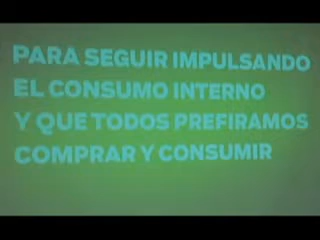 PARA SEGUIR IMPULSANDO
EL CONSUMO INTERNO
Y QUE TODOS PREFIRAMOS
COMPRAR Y CONSUMIR